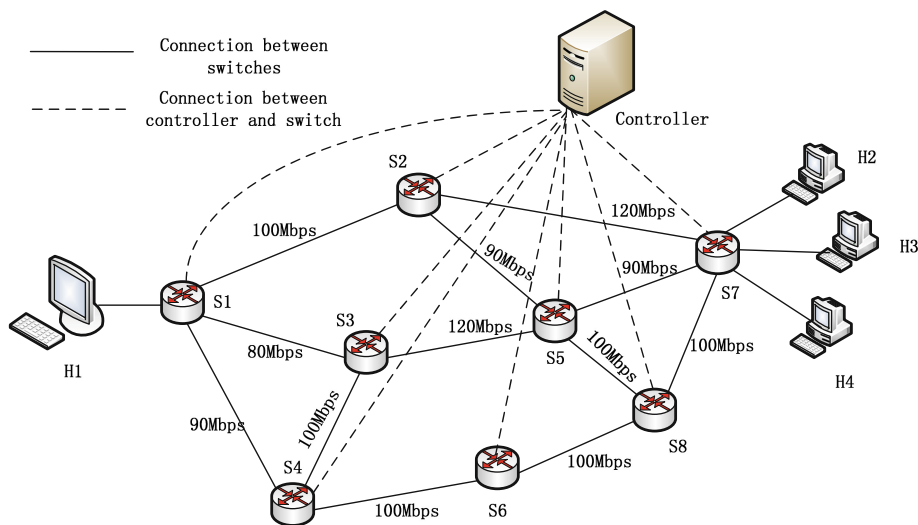 Connection between
switches
Connection between
controller and switch
Controller
S2
H2
120Mbps
100Mbps
H3
90Mbps
90Mbps
S7
S1
S3
120Mbps
S5
100Mbps
100Mbps
80Mbps
H1
H4
90Mbps
100Mbps
S8
S4
100Mbps
S6
100Mbps